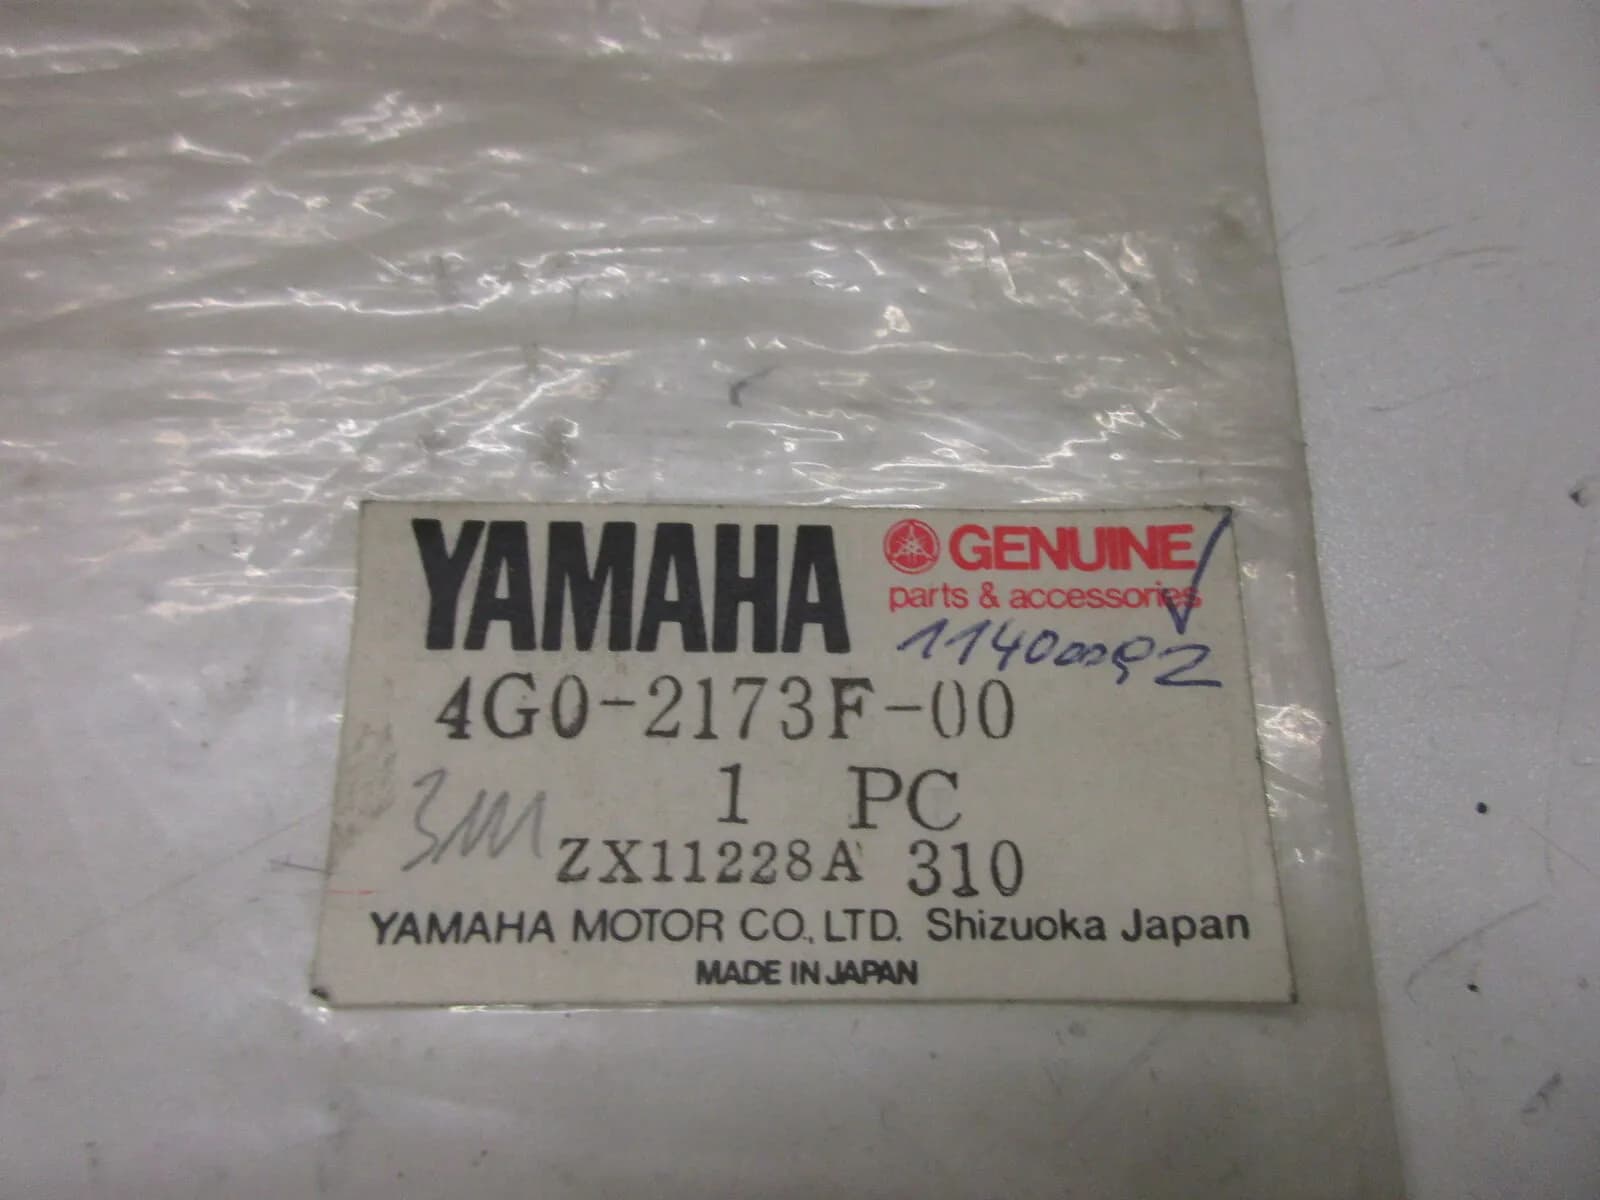 YAMAHA GENUINE
parts & accessories
4G0-2173F-00
1 PC
ZX11228A 310
YAMAHA MOTOR CO., LTD. Shizuoka Japan
MADE IN JAPAN